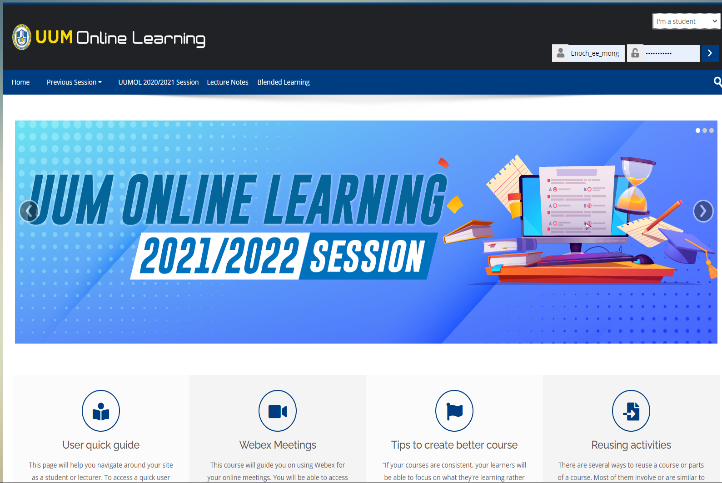 I'm a student
UUM Online Learning
Enoch_ee_mong
Home Previous Session UUMOL 2020/2021 Session Lecture Notes Blended Learning
UUM ONLINE LEARNING
2021/2022 SESSION
User quick guide
This page will help you navigate around your site
as a student or lecturer. To access a quick user
Webex Meetings
This course will guide you on using Webex for
your online meetings. You will be able to access
Tips to create better course
"If your courses are consistent, your learners will
be able to focus on what they're learning rather
Reusing activities
There are several ways to reuse a course or parts
of a course. Most of them involve or are similar to